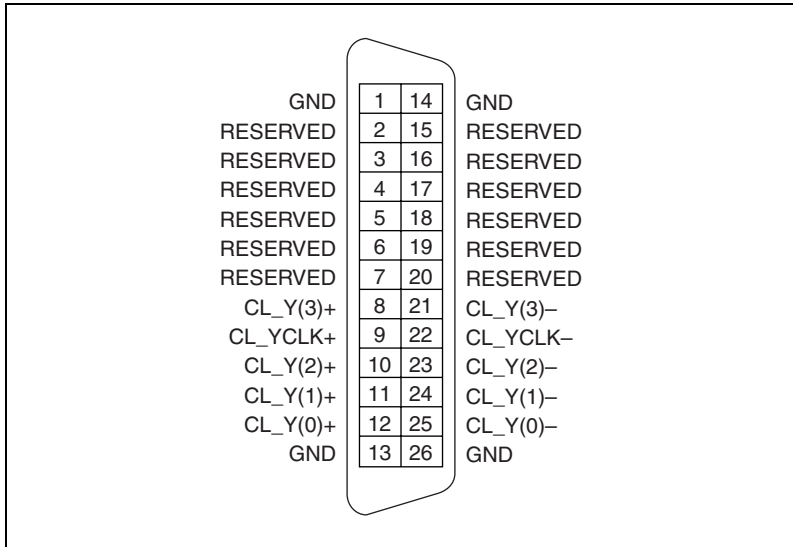 GND 1 14 GND
RESERVED 2 15 RESERVED
RESERVED 3 16 RESERVED
RESERVED 4 17 RESERVED
RESERVED 5 18 RESERVED
RESERVED 6 19 RESERVED
RESERVED 7 20 RESERVED
CL_Y(3)+ 8 21 CL_Y(3)–
CL_YCLK+ 9 22 CL_YCLK–
CL_Y(2)+ 10 23 CL_Y(2)–
CL_Y(1)+ 11 24 CL_Y(1)–
CL_Y(0)+ 12 25 CL_Y(0)–
GND 13 26 GND